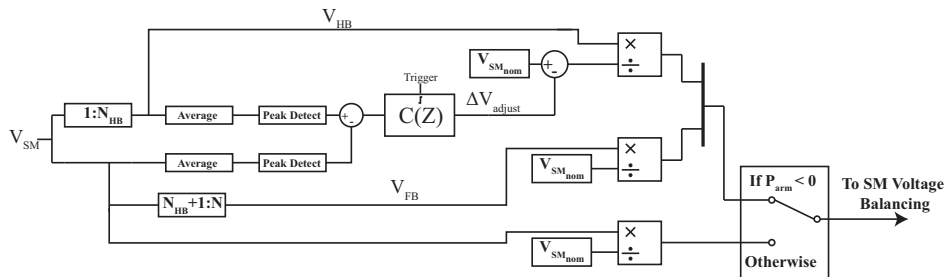 V_HB
V_SM
1:N_HB
Average
Peak Detect
+
-
Trigger
C(Z)
ΔV_adjust
V_SM_nom
+
-
×
÷
Average
Peak Detect
N_HB+1:N
V_FB
V_SM_nom
×
÷
V_SM_nom
×
÷
If P_arm < 0
Otherwise
To SM Voltage
Balancing